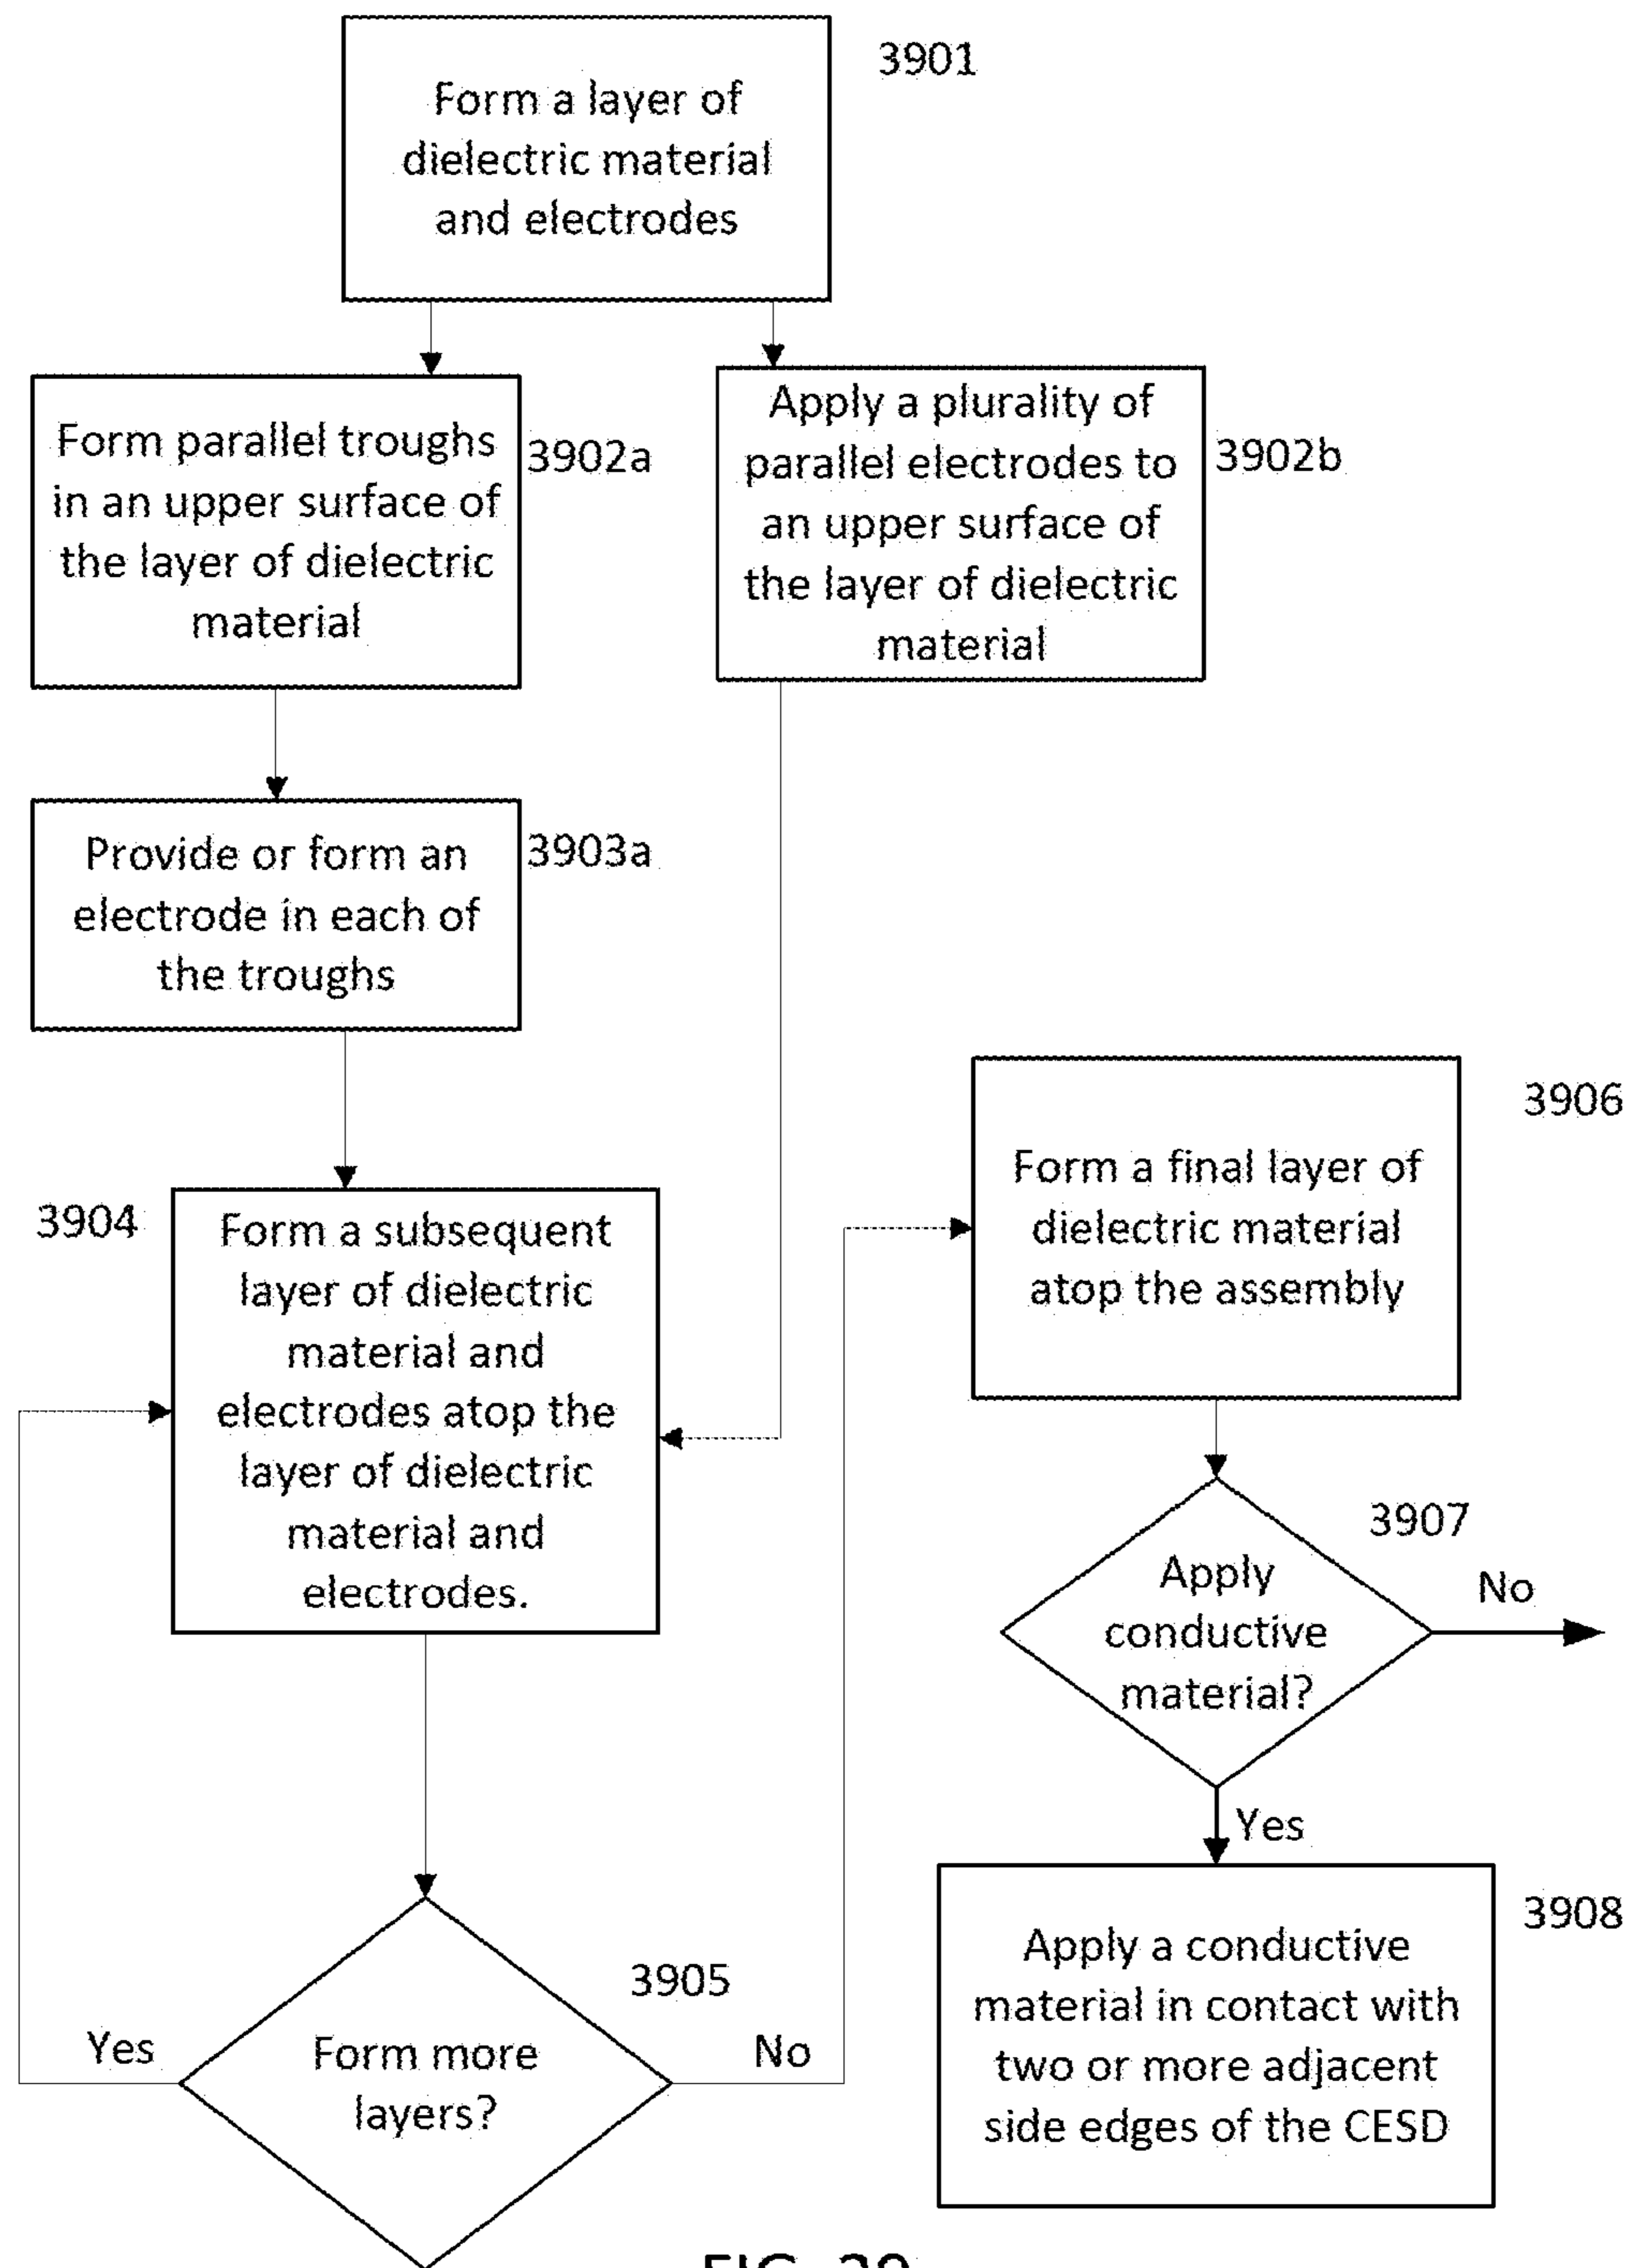 3901
Form a layer of
dielectric material
and electrodes
Form parallel troughs
in an upper surface of
the layer of dielectric
material
3902a
Apply a plurality of
parallel electrodes to
an upper surface of
the layer of dielectric
material
3902b
Provide or form an
electrode in each of
the troughs
3903a
3904
Form a subsequent
layer of dielectric
material and
electrodes atop the
layer of dielectric
material and
electrodes.
3905
Form more
layers?
Yes
No
3906
Form a final layer of
dielectric material
atop the assembly
3907
Apply
conductive
material?
No
Yes
3908
Apply a conductive
material in contact with
two or more adjacent
side edges of the CESD
FIG. 39